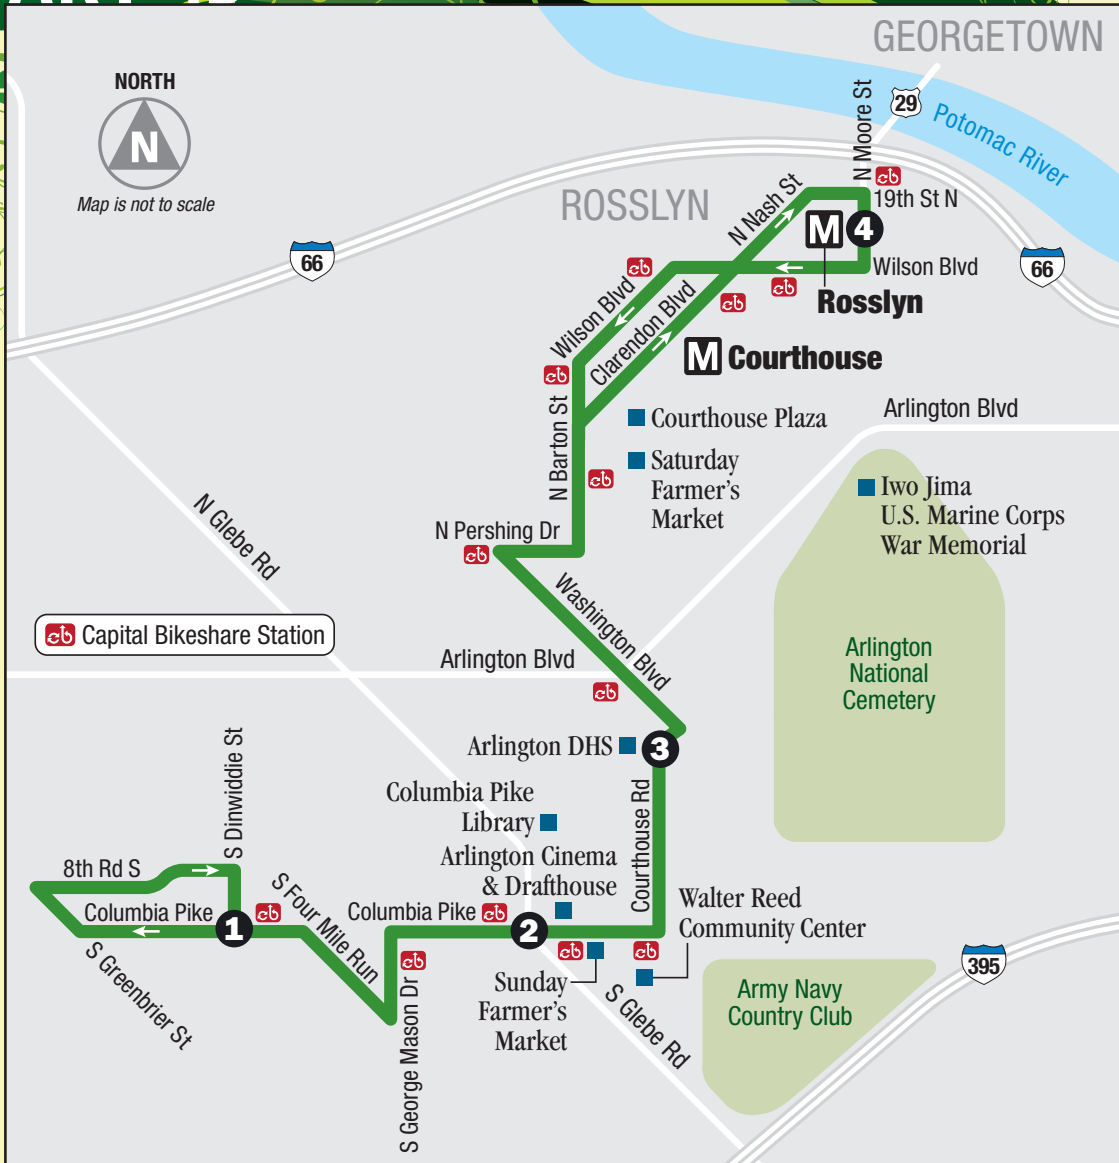 GEORGETOWN
NORTH
N
Map is not to scale
29
Potomac River
N Moore St
ROSSLYN
N Nash St
19th St N
M
4
66
Wilson Blvd
66
Rosslyn
Wilson Blvd
Clarendon Blvd
M Courthouse
N Barton St
Courthouse Plaza
Arlington Blvd
Saturday
Farmer's
Market
Iwo Jima
U.S. Marine Corps
War Memorial
N Glebe Rd
N Pershing Dr
Washington Blvd
cb Capital Bikeshare Station
Arlington Blvd
Arlington
National
Cemetery
Arlington DHS
3
S Dinwiddie St
Columbia Pike
Library
Courthouse Rd
8th Rd S
Arlington Cinema
& Drafthouse
S Four Mile Run
Columbia Pike
1
Columbia Pike
2
Walter Reed
Community Center
S Greenbrier St
S George Mason Dr
Sunday
Farmer's
Market
S Glebe Rd
Army Navy
Country Club
395